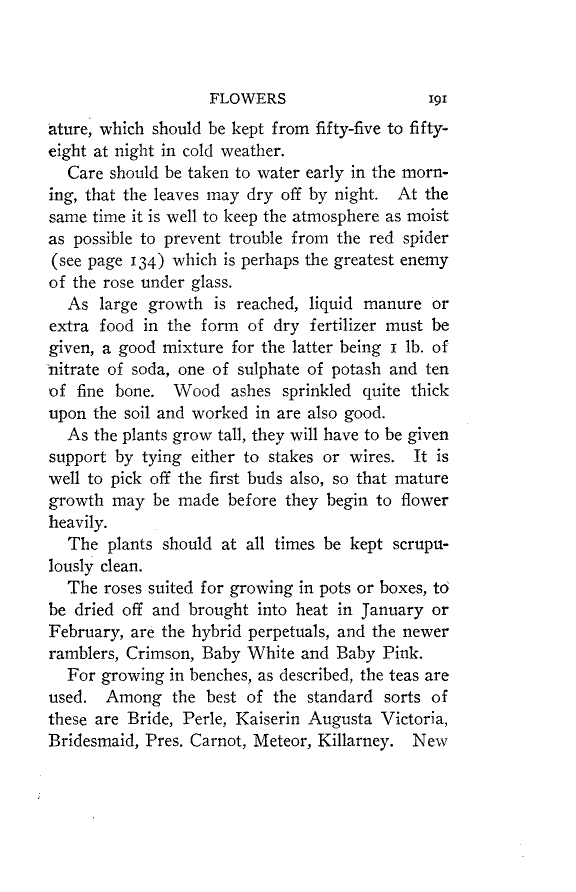 FLOWERS 191
ature, which should be kept from fifty-five to fifty-
eight at night in cold weather.
Care should be taken to water early in the morn-
ing, that the leaves may dry off by night. At the
same time it is well to keep the atmosphere as moist
as possible to prevent trouble from the red spider
(see page 134) which is perhaps the greatest enemy
of the rose under glass.
As large growth is reached, liquid manure or
extra food in the form of dry fertilizer must be
given, a good mixture for the latter being 1 lb. of
nitrate of soda, one of sulphate of potash and ten
of fine bone. Wood ashes sprinkled quite thick
upon the soil and worked in are also good.
As the plants grow tall, they will have to be given
support by tying either to stakes or wires. It is
well to pick off the first buds also, so that mature
growth may be made before they begin to flower
heavily.
The plants should at all times be kept scrupu-
lously clean.
The roses suited for growing in pots or boxes, to
be dried off and brought into heat in January or
February, are the hybrid perpetuals, and the newer
ramblers, Crimson, Baby White and Baby Pink.
For growing in benches, as described, the teas are
used. Among the best of the standard sorts of
these are Bride, Perle, Kaiserin Augusta Victoria,
Bridesmaid, Pres. Carnot, Meteor, Killarney. New